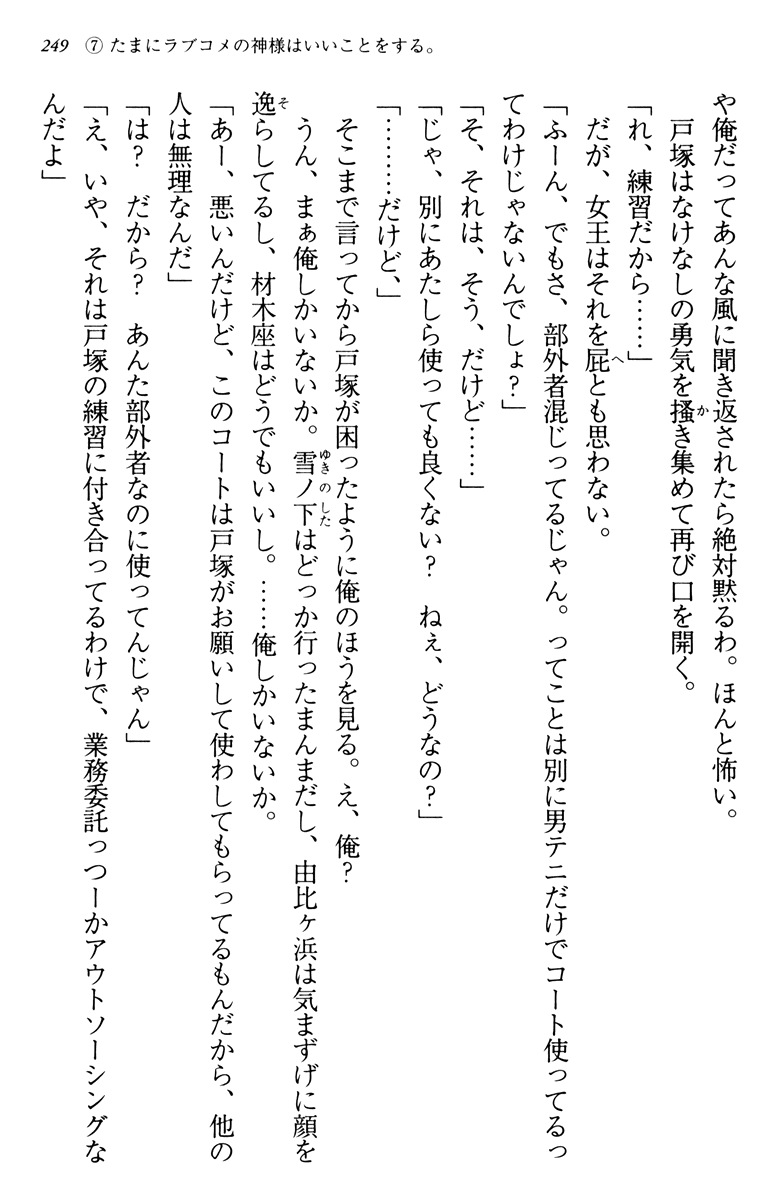 249 ⑦ たまにラブコメの神様はいいことをする。
や俺だってあんな風に聞き返されたら絶対黙るわ。ほんと怖い。
　戸塚はなけなしの勇気を掻き集めて再び口を開く。
「れ、練習だから……」
　だが、女王はそれを屁とも思わない。
「ふーん、でもさ、部外者混じってるじゃん。ってことは別に男テニだけでコート使ってるっ
てわけじゃないんでしょ？」
「そ、それは、そう、だけど……」
「じゃ、別にあたしら使っても良くない？　ねぇ、どうなの？」
「………だけど、」
　そこまで言ってから戸塚が困ったように俺のほうを見る。え、俺？
　うん、まぁ俺しかいないか。雪ノ下はどっか行ったまんまだし、由比ヶ浜は気まずげに顔を
逸らしてるし、材木座はどうでもいいし。……俺しかいないか。
「あー、悪いんだけど、このコートは戸塚がお願いして使わしてもらってるもんだから、他の
人は無理なんだ」
「は？　だから？　あんた部外者なのに使ってんじゃん」
「え、いや、それは戸塚の練習に付き合ってるわけで、業務委託っつーかアウトソーシングな
んだよ」